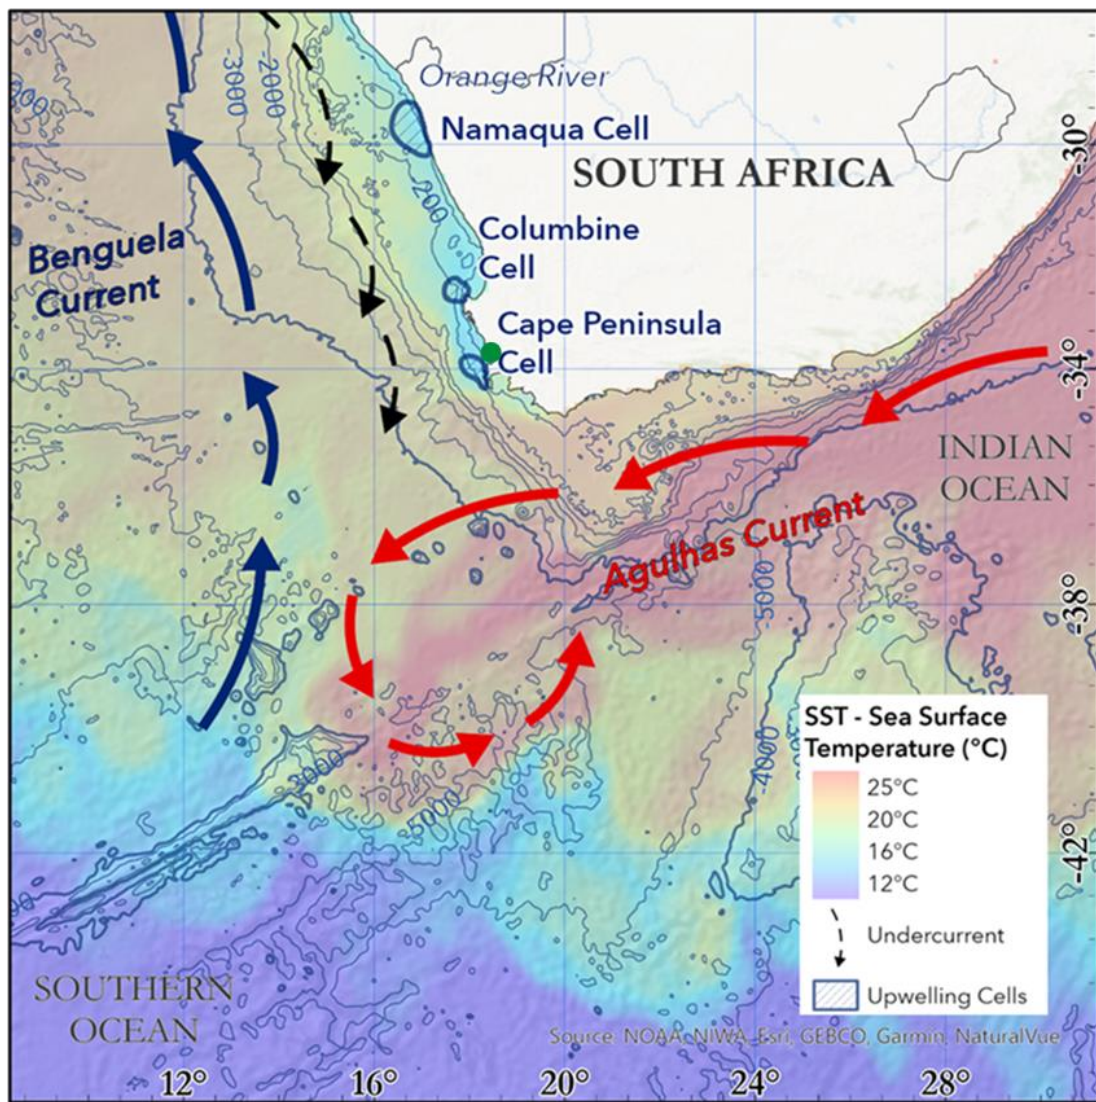 Orange River
Namaqua Cell
SOUTH AFRICA
-30°
-3000
-2000
200
Benguela
Current
Columbine
Cell
Cape Peninsula
Cell
-34°
INDIAN
OCEAN
Agulhas Current
-5000
-38°
SST - Sea Surface
Temperature (°C)
25°C
20°C
16°C
12°C
Undercurrent
Upwelling Cells
-3000
-5000
-4000
-42°
SOUTHERN
OCEAN
Source: NOAA, NIWA, Esri, GEBCO, Garmin, NaturalVue
12°
16°
20°
24°
28°